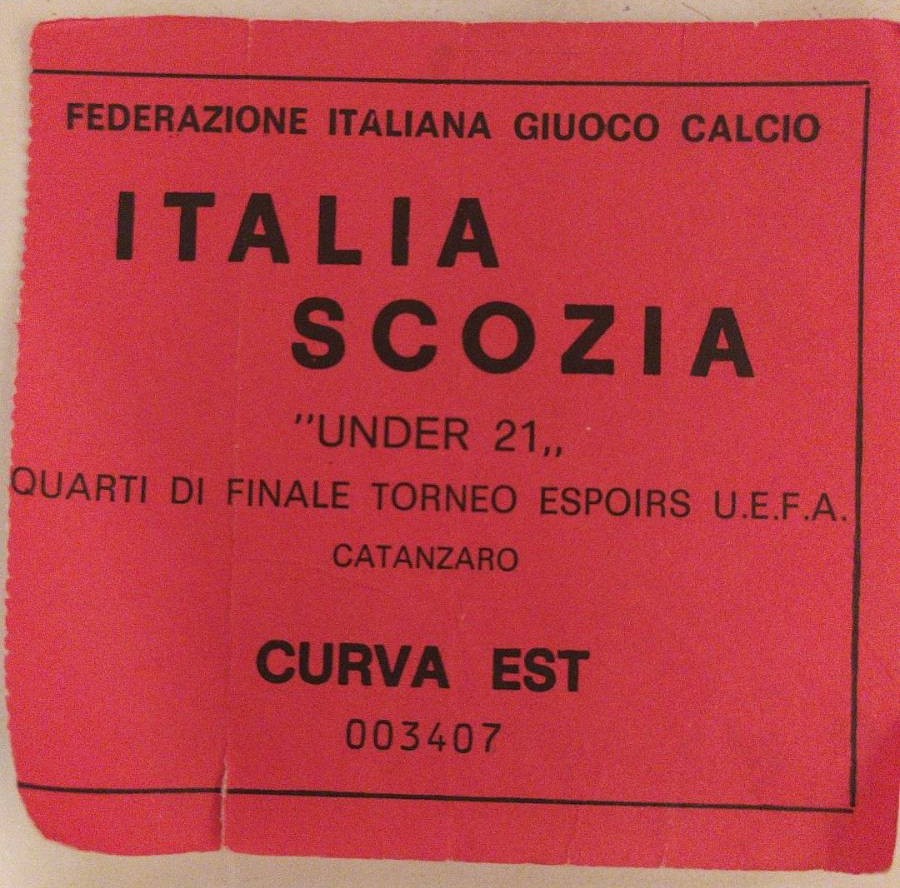 FEDERAZIONE ITALIANA GIUOCO CALCIO
ITALIA
SCOZIA
"UNDER 21„
QUARTI DI FINALE TORNEO ESPOIRS U.E.F.A.
CATANZARO
CURVA EST
003407